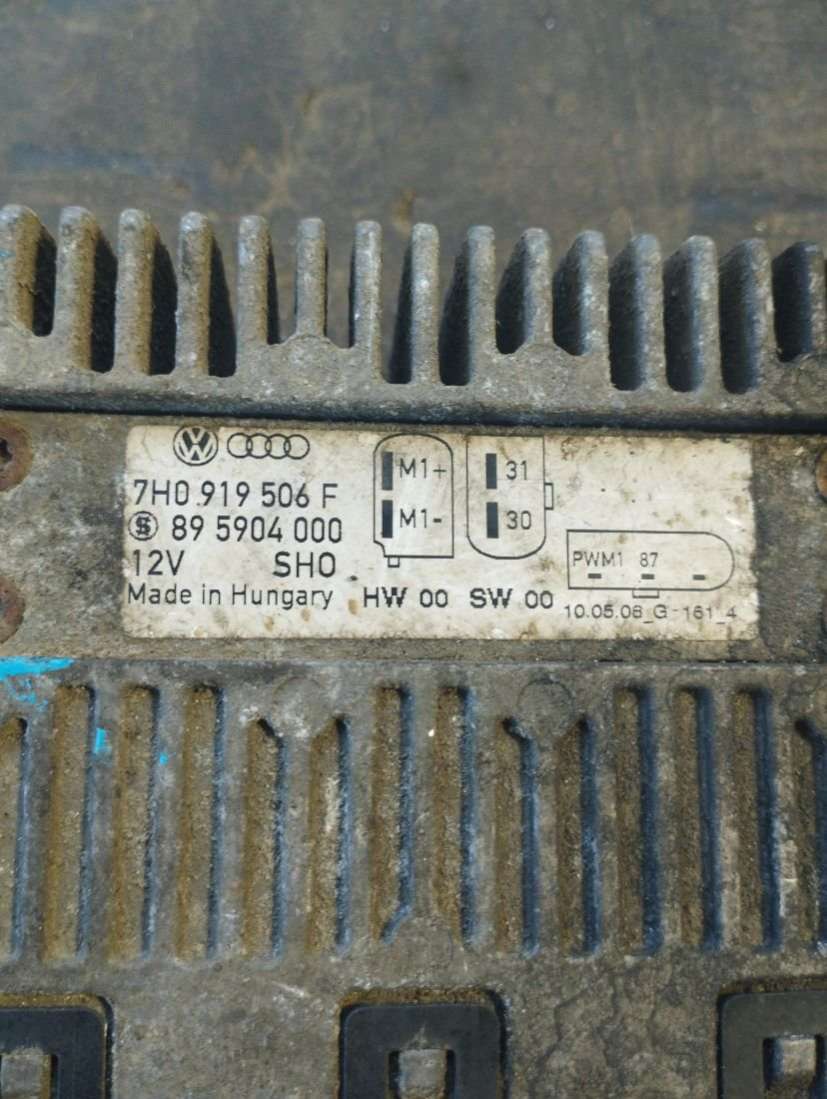 7H0 919 506 F
89 5904 000
12V SHO
Made in Hungary HW 00 SW 00
M1+
M1-
31
30
PWM1 87
10.05.06_G-161_4